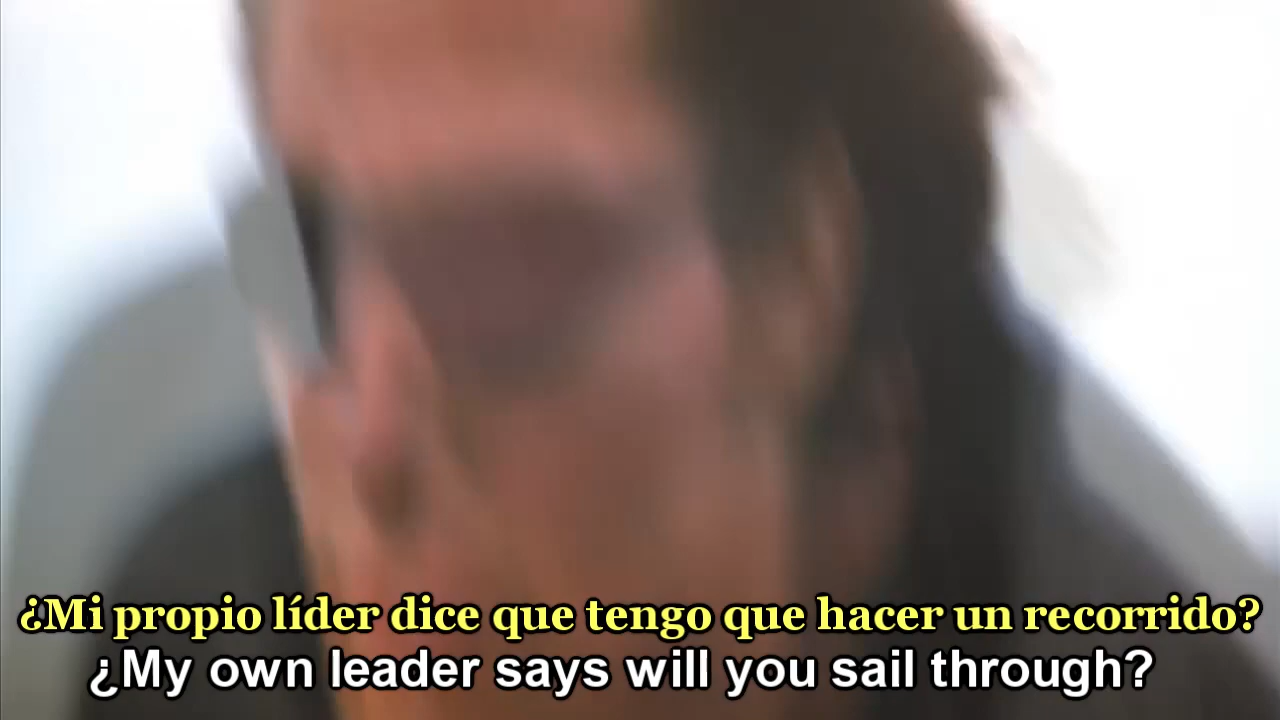 ¿Mi propio líder dice que tengo que hacer un recorrido?
¿My own leader says will you sail through?